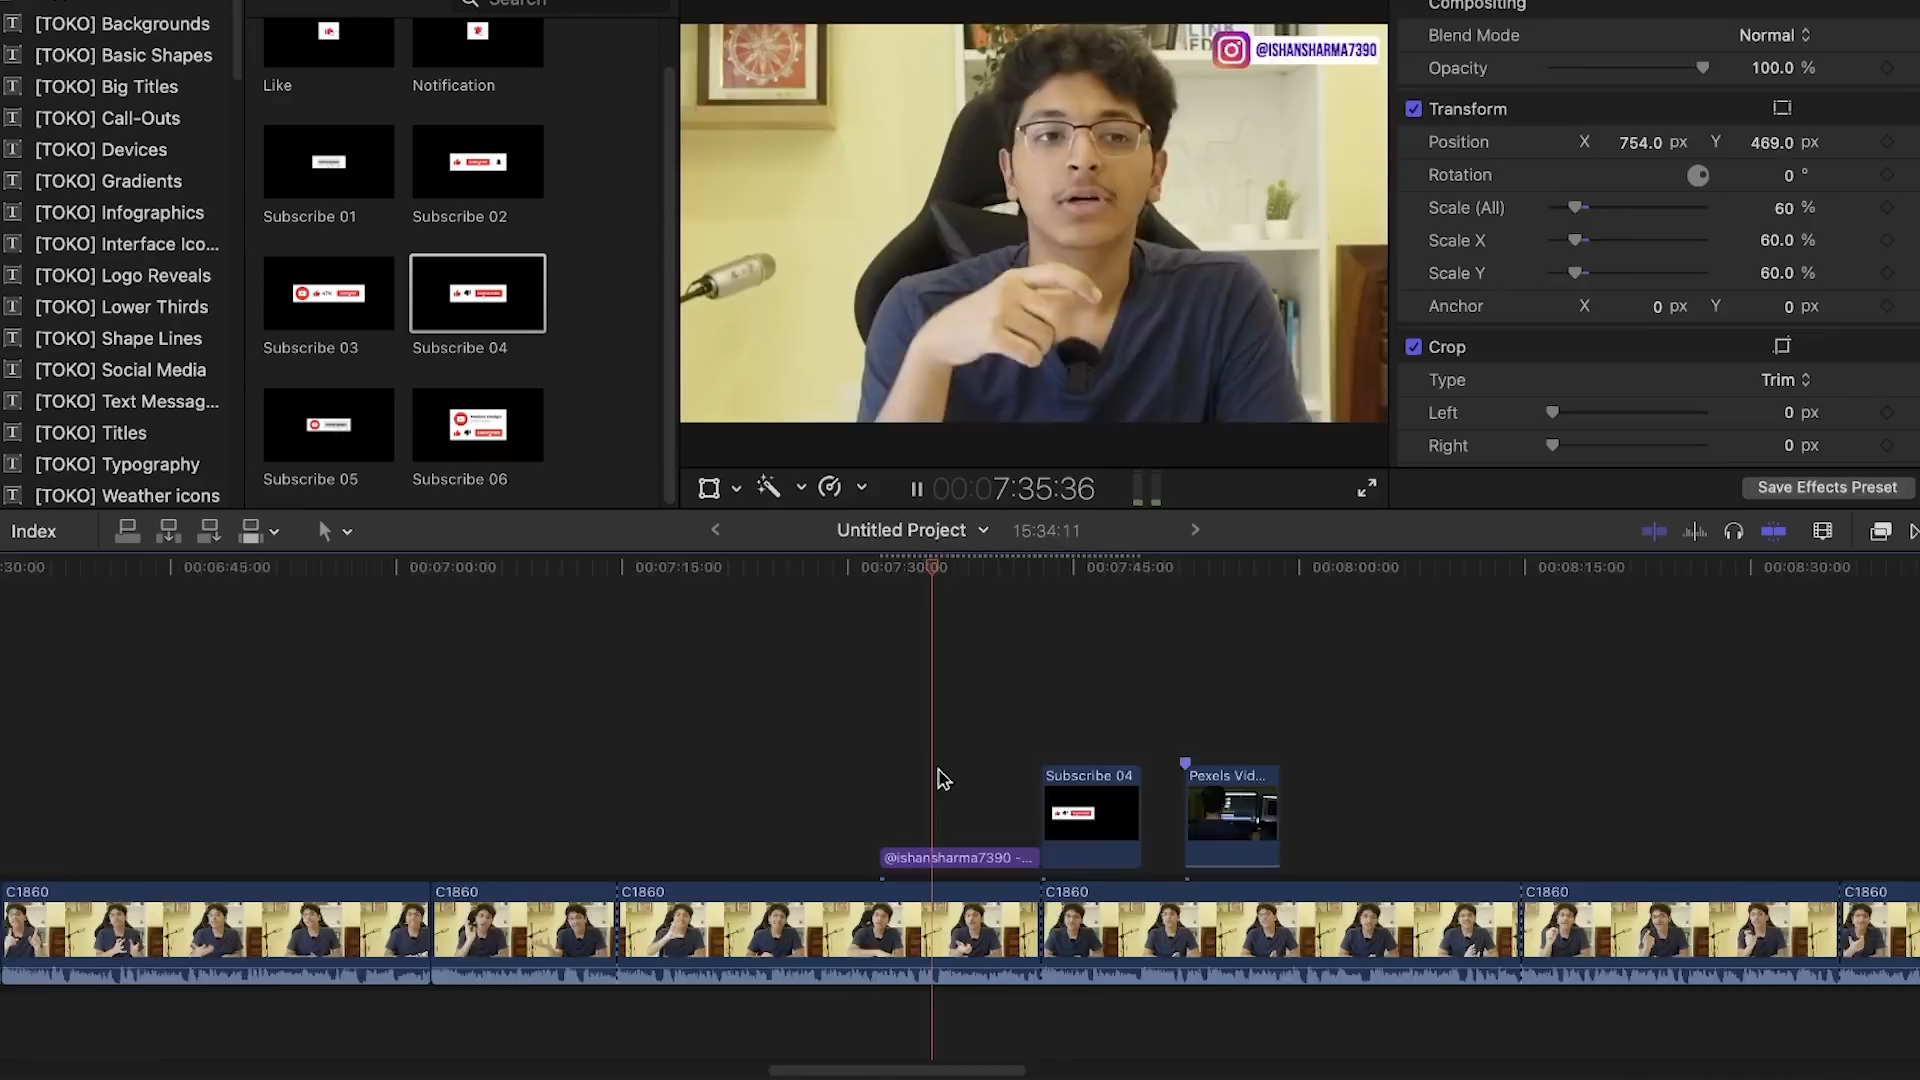 [TOKO] Backgrounds
[TOKO] Basic Shapes
[TOKO] Big Titles
[TOKO] Call-Outs
[TOKO] Devices
[TOKO] Gradients
[TOKO] Infographics
[TOKO] Interface Ico...
[TOKO] Logo Reveals
[TOKO] Lower Thirds
[TOKO] Shape Lines
[TOKO] Social Media
[TOKO] Text Messag...
[TOKO] Titles
[TOKO] Typography
[TOKO] Weather icons
Search
Like
Notification
Subscribe 01
Subscribe 02
Subscribe 03
Subscribe 04
Subscribe 05
Subscribe 06
@ISHANSHARMA7390
00:07:35:36
Compositing
Blend Mode Normal
Opacity 100.0 %
Transform
Position X 754.0 px Y 469.0 px
Rotation 0 °
Scale (All) 60 %
Scale X 60.0 %
Scale Y 60.0 %
Anchor X 0 px Y 0 px
Crop
Type Trim
Left 0 px
Right 0 px
Save Effects Preset
Index
Untitled Project 15:34:11
:30:00 00:06:45:00 00:07:00:00 00:07:15:00 00:07:30:00 00:07:45:00 00:08:00:00 00:08:15:00 00:08:30:00
Subscribe 04
Pexels Vid...
@ishansharma7390 -...
C1860 C1860 C1860 C1860 C1860 C1860